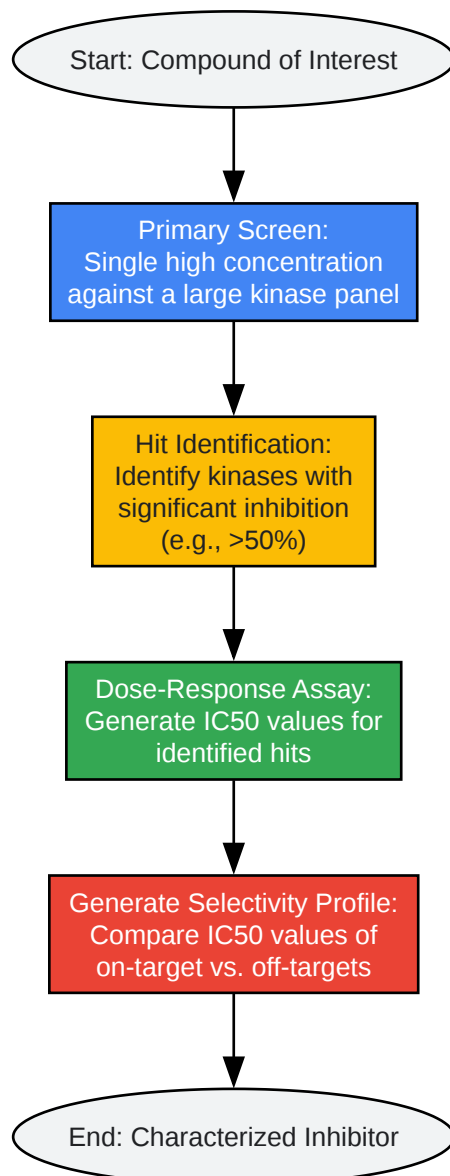 Start: Compound of Interest
Primary Screen:
Single high concentration
against a large kinase panel
Hit Identification:
Identify kinases with
significant inhibition
(e.g., >50%)
Dose-Response Assay:
Generate IC50 values for
identified hits
Generate Selectivity Profile:
Compare IC50 values of
on-target vs. off-targets
End: Characterized Inhibitor